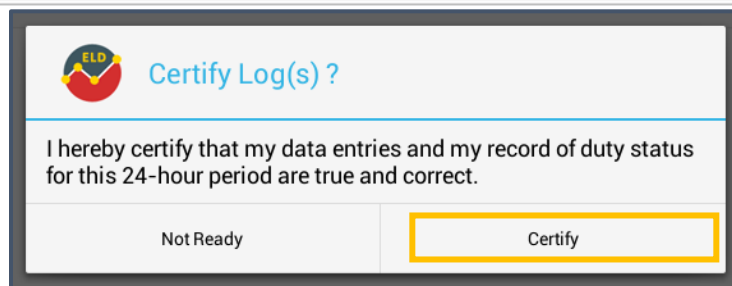 ELD
Certify Log(s) ?
I hereby certify that my data entries and my record of duty status
for this 24-hour period are true and correct.
Not Ready
Certify